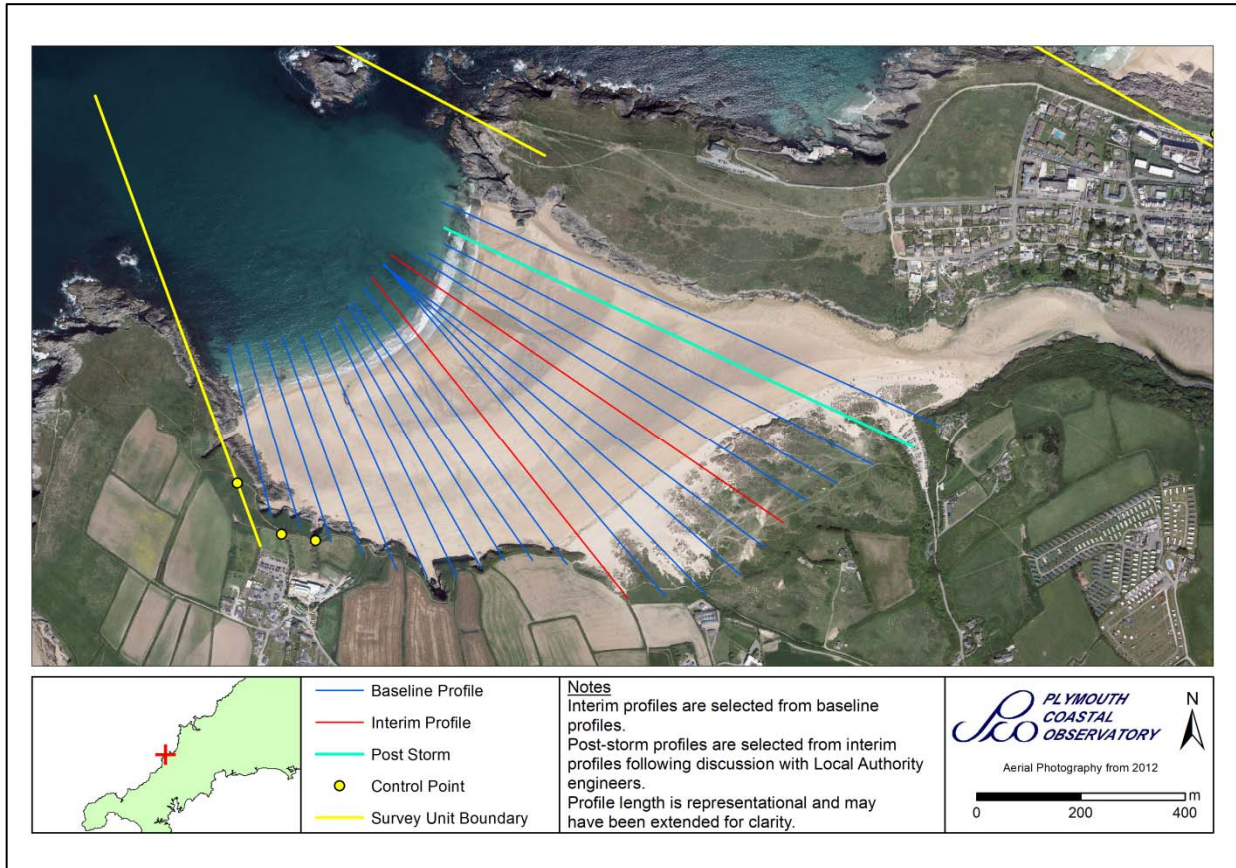 Baseline Profile
Interim Profile
Post Storm
Control Point
Survey Unit Boundary
Notes
Interim profiles are selected from baseline
profiles.
Post-storm profiles are selected from interim
profiles following discussion with Local Authority
engineers.
Profile length is representational and may
have been extended for clarity.
PLYMOUTH
COASTAL
OBSERVATORY
N
Aerial Photography from 2012
m
0 200 400